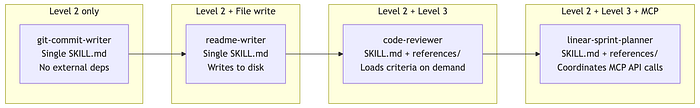 Level 2 only
git-commit-writer
Single SKILL.md
No external deps
Level 2 + File write
readme-writer
Single SKILL.md
Writes to disk
Level 2 + Level 3
code-reviewer
SKILL.md + references/
Loads criteria on demand
Level 2 + Level 3 + MCP
linear-sprint-planner
SKILL.md + references/
Coordinates MCP API calls